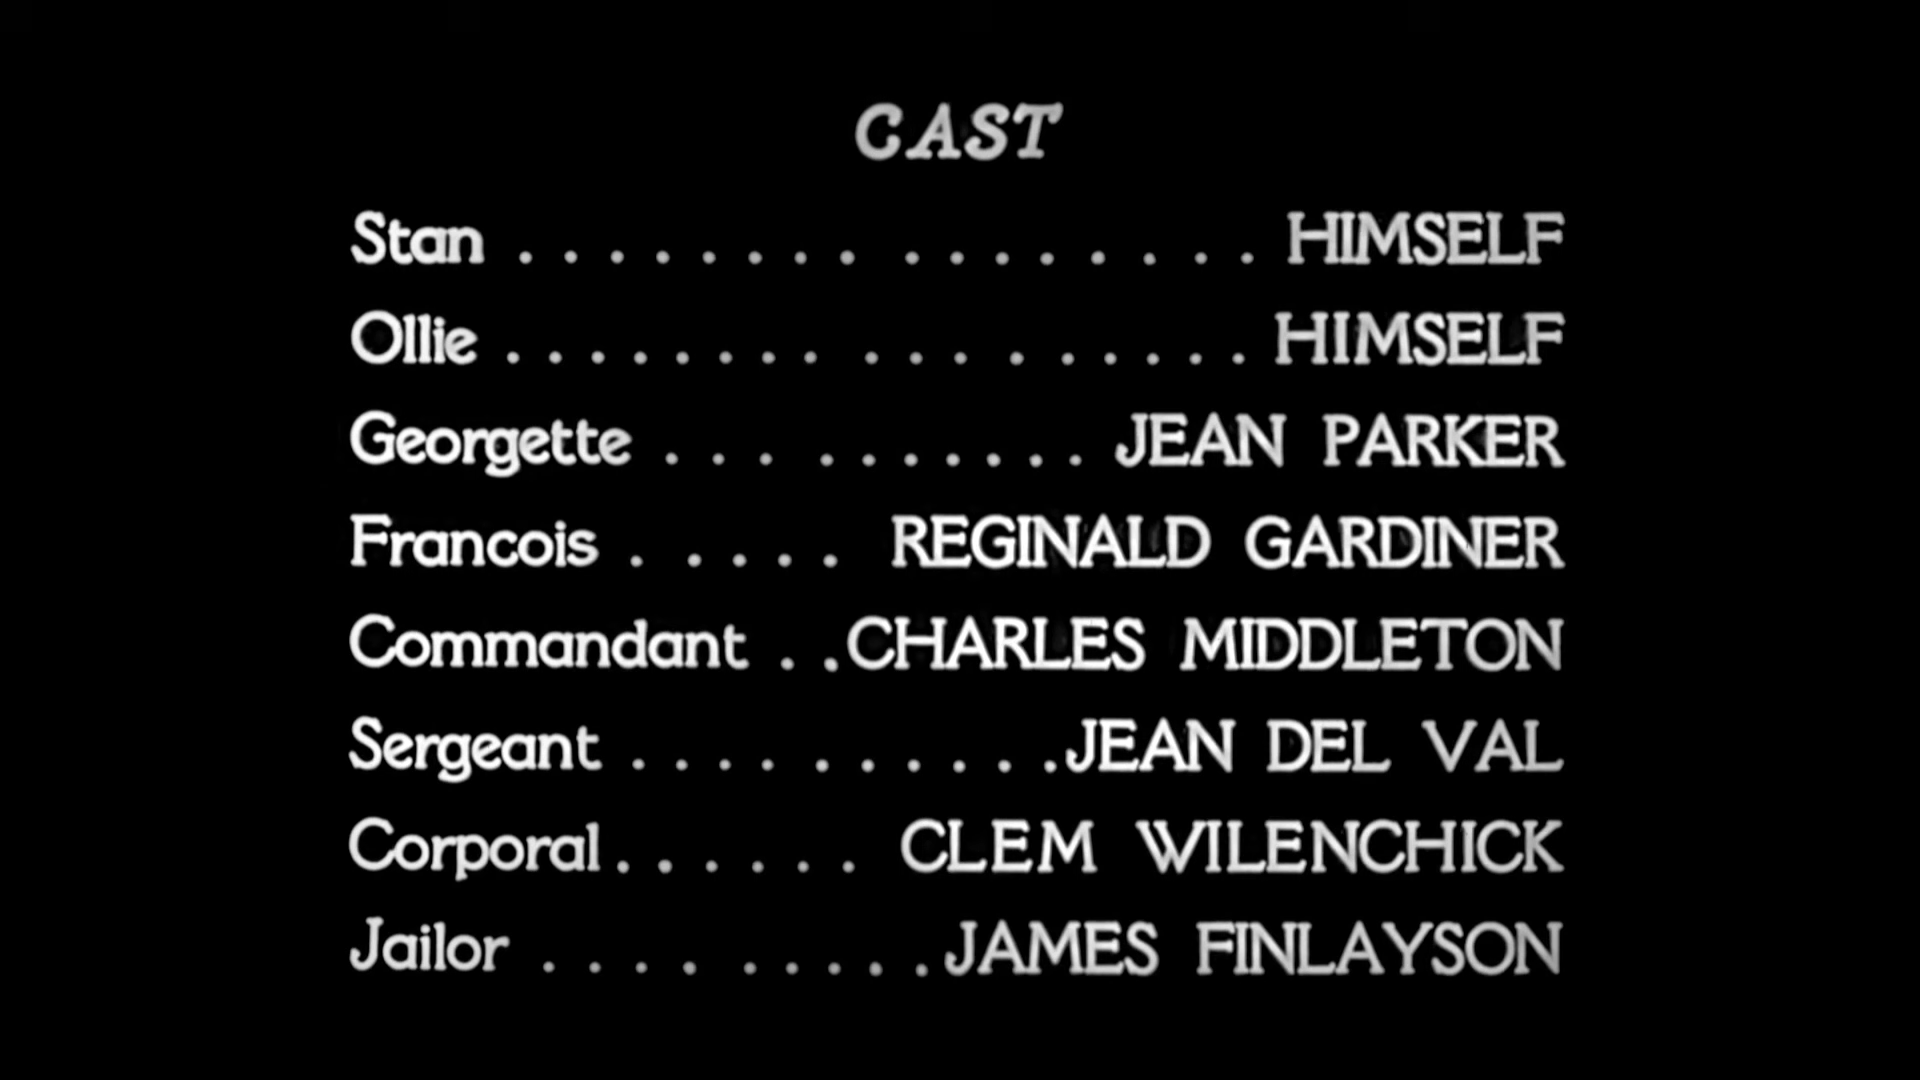 CAST
Stan . . . . . . . . . . . . . . . . HIMSELF
Ollie . . . . . . . . . . . . . . . . . HIMSELF
Georgette . . . . . . . . . . JEAN PARKER
Francois . . . . . REGINALD GARDINER
Commandant . . CHARLES MIDDLETON
Sergeant . . . . . . . . . . JEAN DEL VAL
Corporal . . . . . . CLEM WILENCHICK
Jailor . . . . . . . . . JAMES FINLAYSON